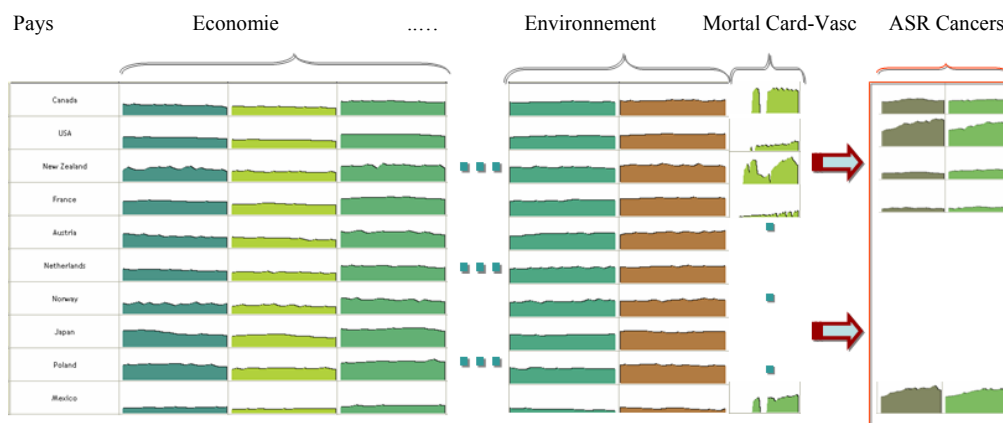 Pays Economie ..… Environnement Mortal Card-Vasc ASR Cancers
Canada
USA
New Zealand
France
Austria
Netherlands
Norway
Japan
Poland
Mexico